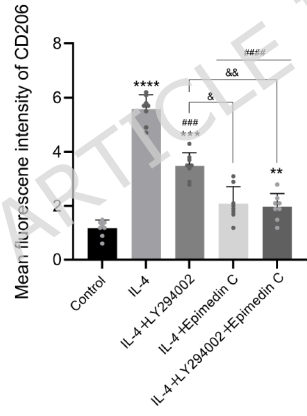 Mean fluorescene intensity of CD206
8
6
4
2
0
****
###
***
&
&&
####
**
Control
IL-4
IL-4 +LY294002
IL-4 +Epimedin C
IL-4 +LY294002 +Epimedin C
ARTICLE